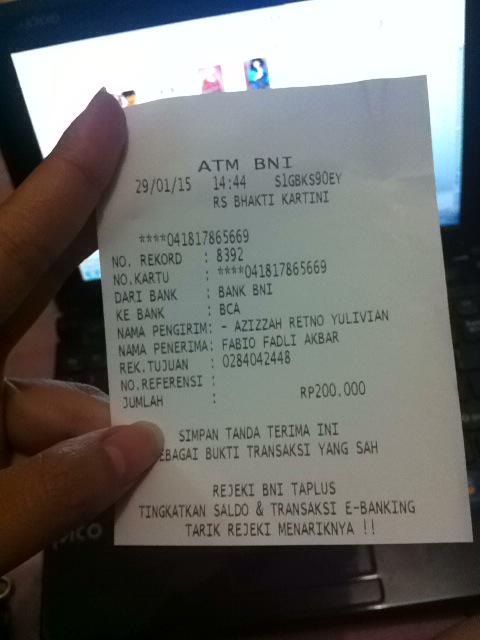 ATM BNI
29/01/15 14:44 S1GBKS90EY
RS BHAKTI KARTINI
****041817865669
NO. REKORD : 8392
NO.KARTU : ****041817865669
DARI BANK : BANK BNI
KE BANK : BCA
NAMA PENGIRIM: - AZIZZAH RETNO YULIVIAN
NAMA PENERIMA: FABIO FADLI AKBAR
REK.TUJUAN : 0284042448
NO.REFERENSI :
JUMLAH : RP200.000
SIMPAN TANDA TERIMA INI
EBAGAI BUKTI TRANSAKSI YANG SAH
REJEKI BNI TAPLUS
TINGKATKAN SALDO & TRANSAKSI E-BANKING
TARIK REJEKI MENARIKNYA !!